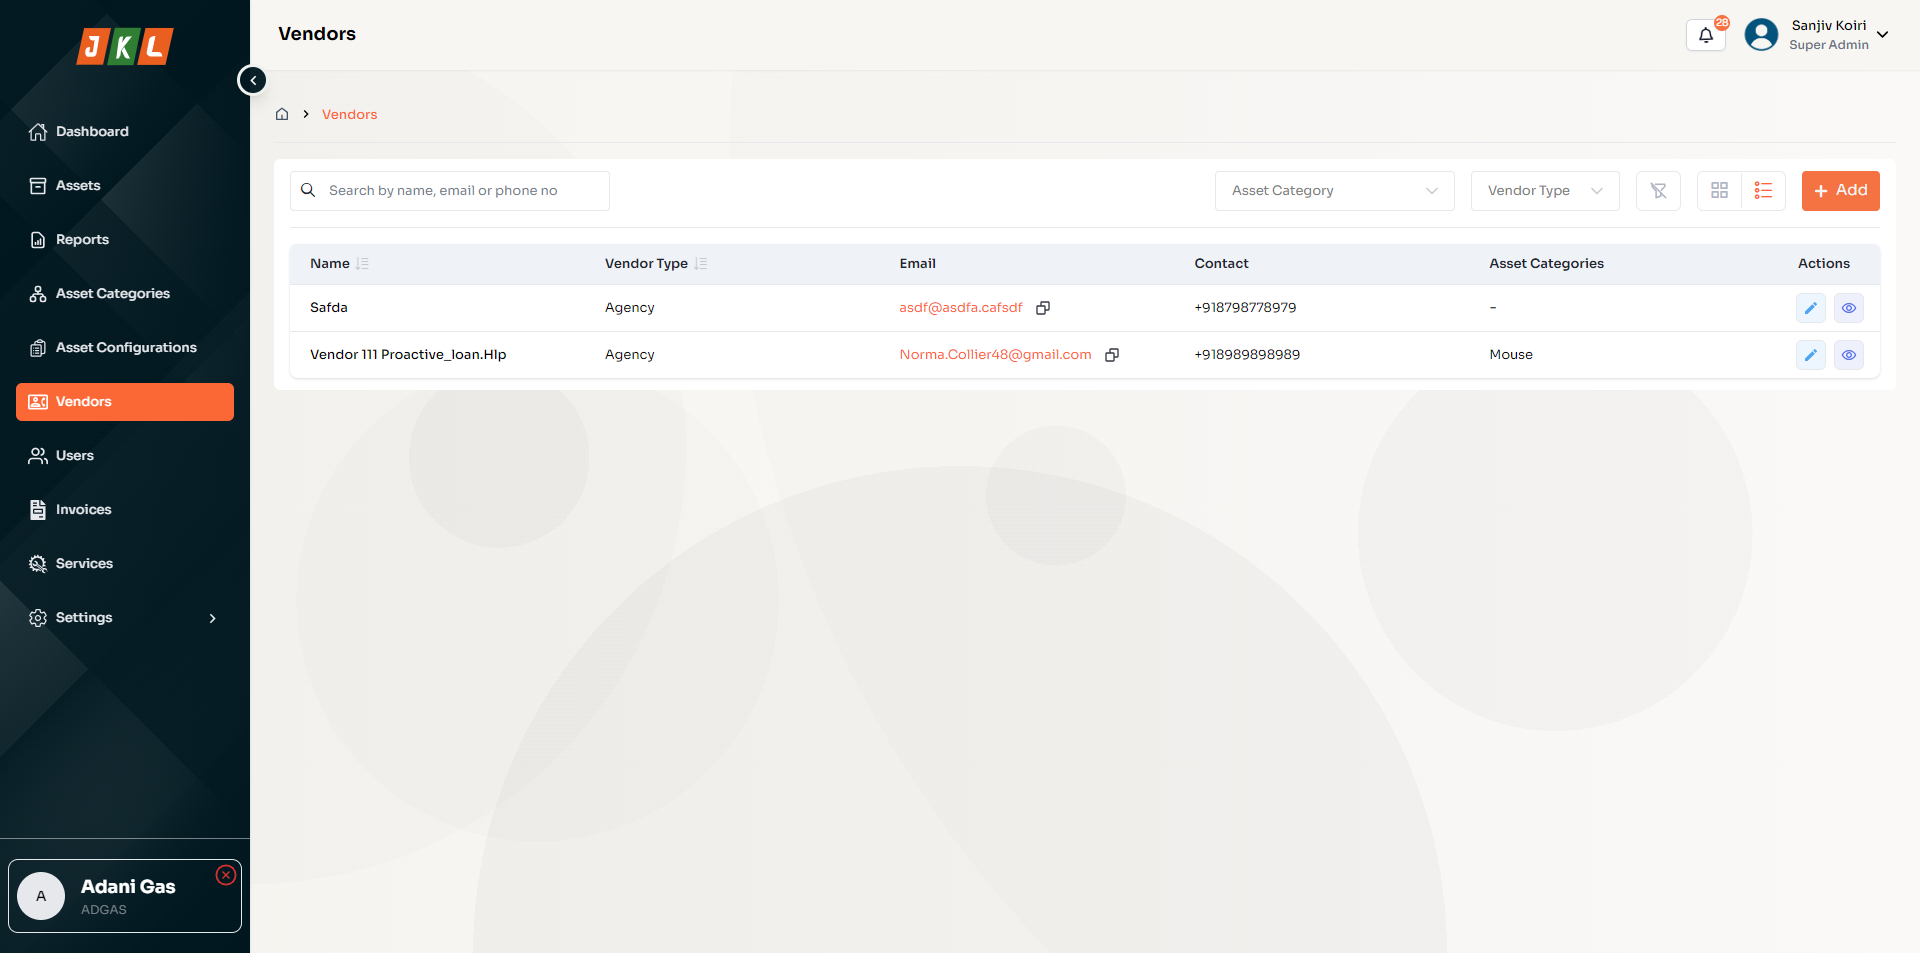 JKL
Dashboard
Assets
Reports
Asset Categories
Asset Configurations
Vendors
Users
Invoices
Services
Settings
A
Adani Gas
ADGAS
Vendors
28
Sanjiv Koiri
Super Admin
Vendors
Search by name, email or phone no
Asset Category
Vendor Type
+ Add
Name Vendor Type Email Contact Asset Categories Actions
Safda Agency asdf@asdfa.cafsdf +918798778979 -
Vendor 111 Proactive_loan.Hlp Agency Norma.Collier48@gmail.com +918989898989 Mouse